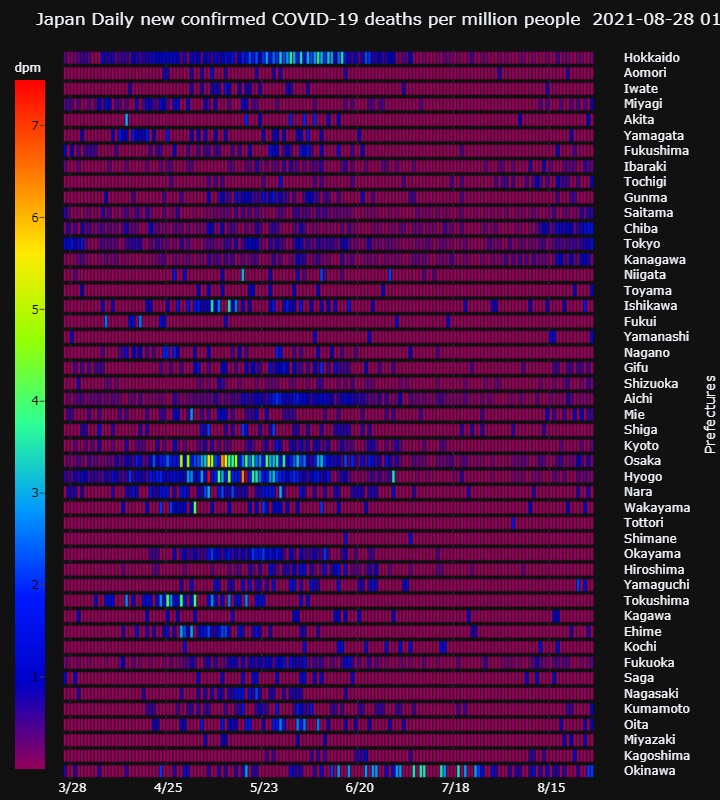 Japan Daily new confirmed COVID-19 deaths per million people 2021-08-28 01
dpm
7
6
5
4
3
2
1
Hokkaido
Aomori
Iwate
Miyagi
Akita
Yamagata
Fukushima
Ibaraki
Tochigi
Gunma
Saitama
Chiba
Tokyo
Kanagawa
Niigata
Toyama
Ishikawa
Fukui
Yamanashi
Nagano
Gifu
Shizuoka
Aichi
Mie
Shiga
Kyoto
Osaka
Hyogo
Nara
Wakayama
Tottori
Shimane
Okayama
Hiroshima
Yamaguchi
Tokushima
Kagawa
Ehime
Kochi
Fukuoka
Saga
Nagasaki
Kumamoto
Oita
Miyazaki
Kagoshima
Okinawa
Prefectures
3/28 4/25 5/23 6/20 7/18 8/15